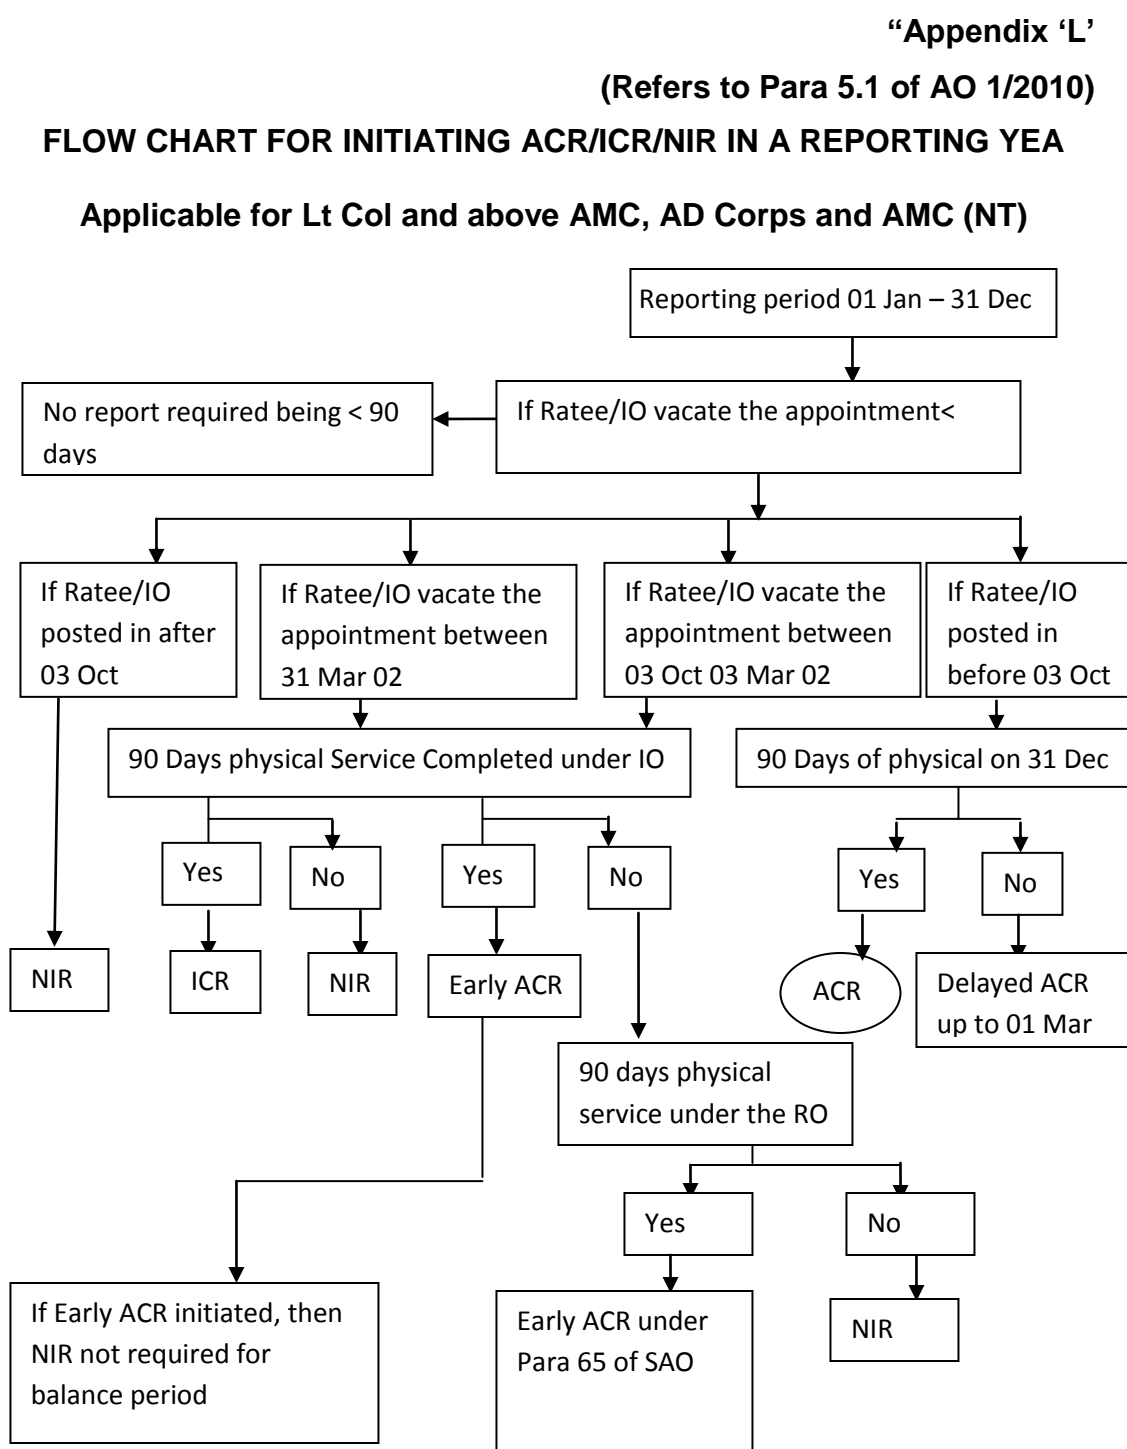 “Appendix ‘L’
(Refers to Para 5.1 of AO 1/2010)
FLOW CHART FOR INITIATING ACR/ICR/NIR IN A REPORTING YEA
Applicable for Lt Col and above AMC, AD Corps and AMC (NT)
Reporting period 01 Jan – 31 Dec
No report required being < 90
days
If Ratee/IO vacate the appointment<
If Ratee/IO
posted in after
03 Oct
If Ratee/IO vacate the
appointment between
31 Mar 02
If Ratee/IO vacate the
appointment between
03 Oct 03 Mar 02
If Ratee/IO
posted in
before 03 Oct
90 Days physical Service Completed under IO
90 Days of physical on 31 Dec
Yes
No
Yes
No
Yes
No
NIR
ICR
NIR
Early ACR
ACR
Delayed ACR
up to 01 Mar
90 days physical
service under the RO
Yes
No
If Early ACR initiated, then
NIR not required for
balance period
Early ACR under
Para 65 of SAO
NIR